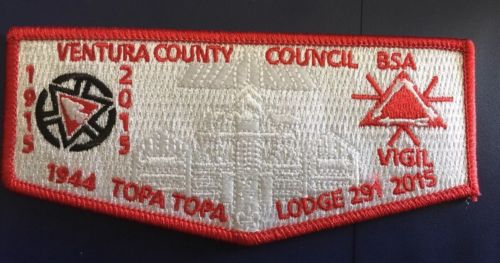 VENTURA COUNTY COUNCIL BSA
1915
2015
VIGIL
1944 TOPA TOPA LODGE 291 2015